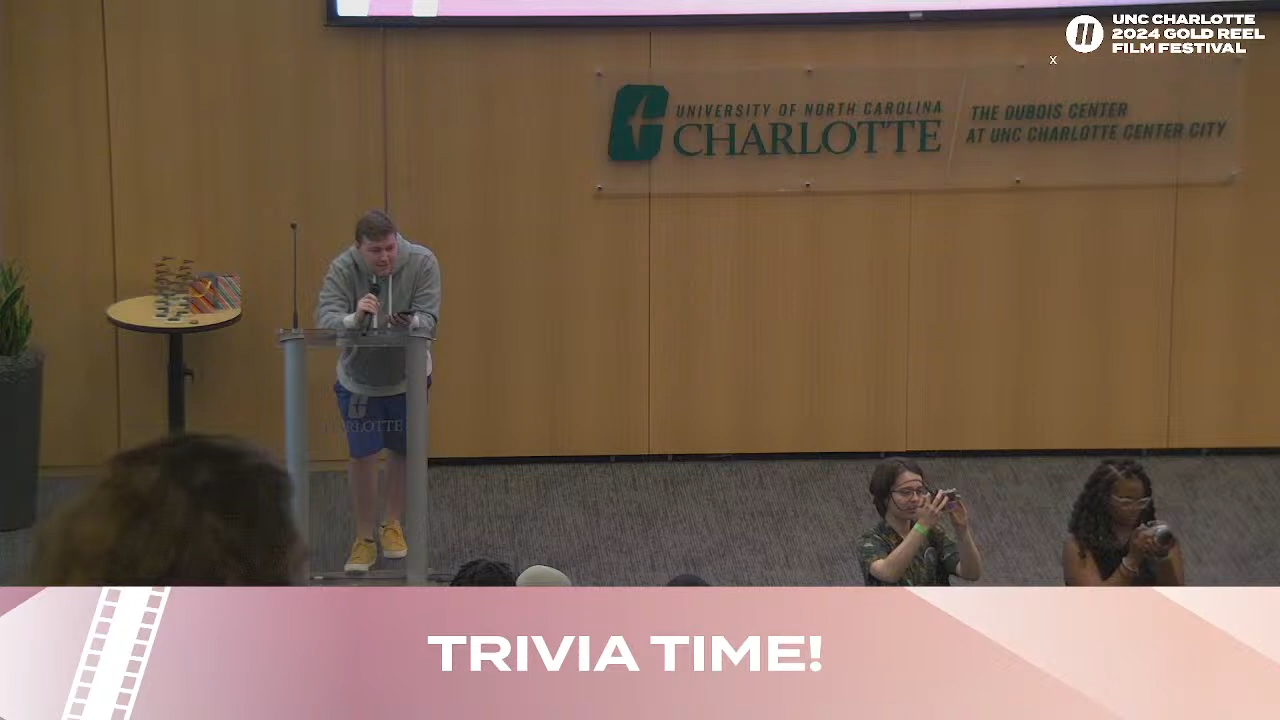 UNC CHARLOTTE
2024 GOLD REEL
FILM FESTIVAL
x
UNIVERSITY OF NORTH CAROLINA
CHARLOTTE
THE DUBOIS CENTER
AT UNC CHARLOTTE CENTER CITY
CHARLOTTE
TRIVIA TIME!